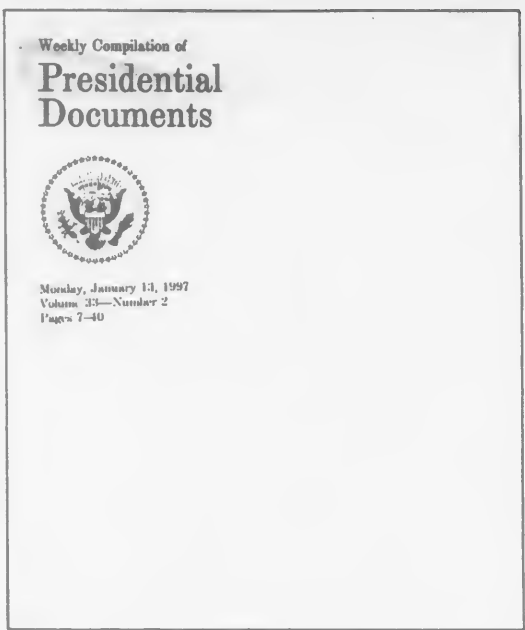 Weekly Compilation of
Presidential
Documents
Monday, January 13, 1997
Volume 33—Number 2
Pages 7–40